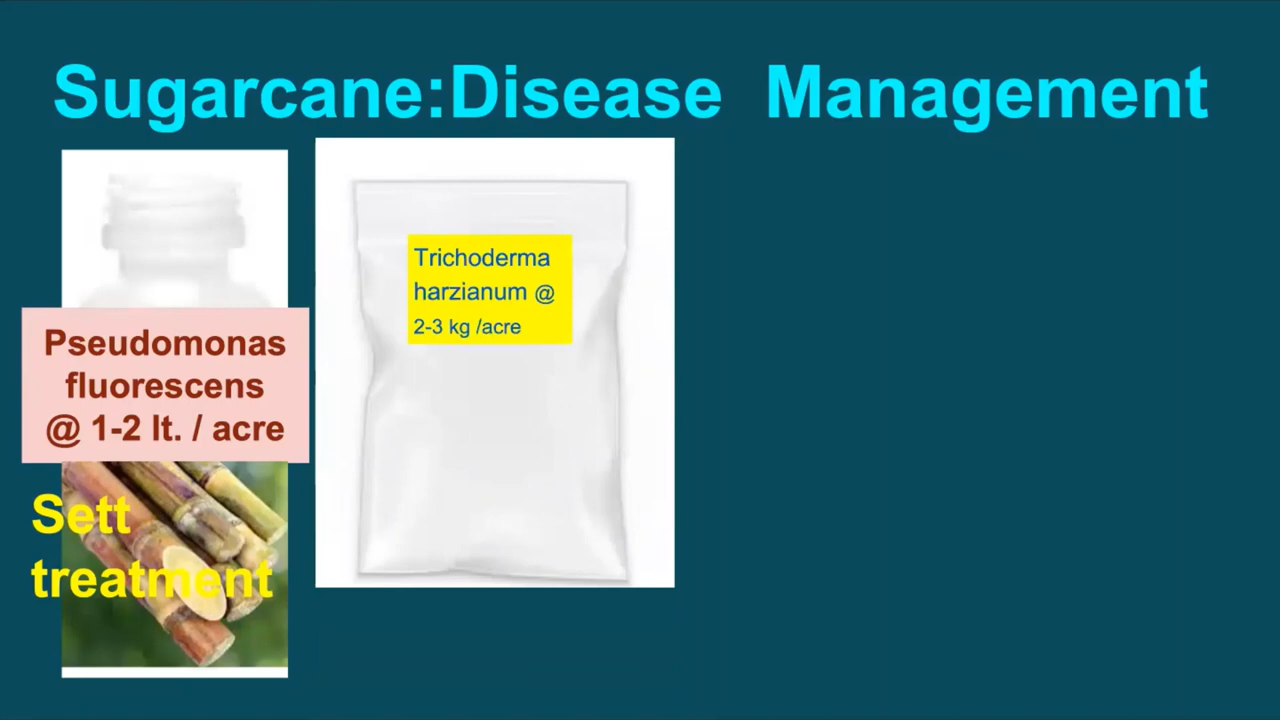 Sugarcane:Disease Management
Pseudomonas
fluorescens
@ 1-2 lt. / acre
Sett
treatment
Trichoderma
harzianum @
2-3 kg /acre